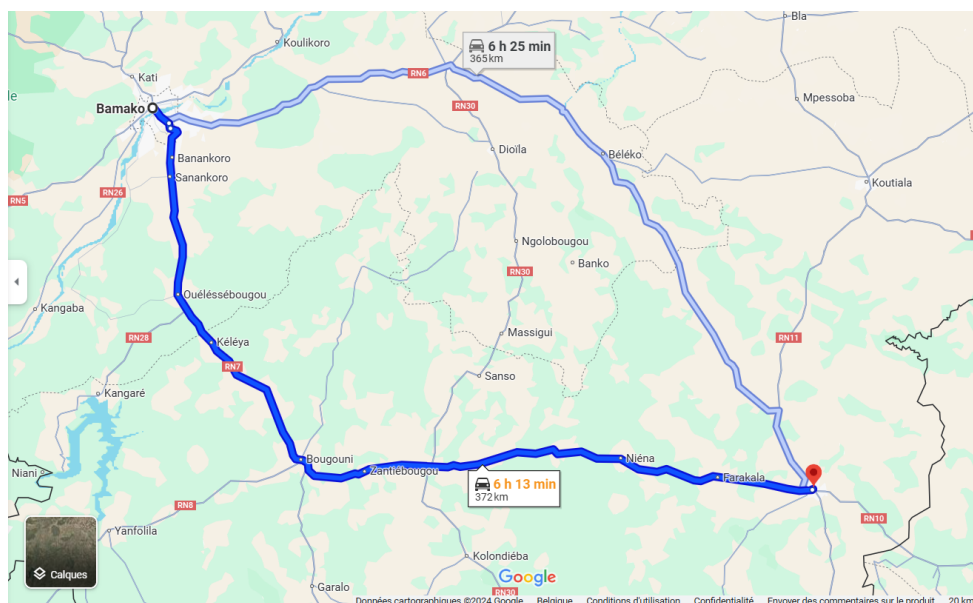 Bla
Koulikoro
6 h 25 min
365 km
Kati
RN6
Bamako
Mpessoba
RN30
Dioïla
Béléko
Banankoro
Sanankoro
Koutiala
RN26
RN5
Ngolobougou
Banko
RN30
Ouéléssébougou
Kangaba
Massigui
RN28
Kéléya
RN11
RN7
Sanso
Kangaré
Bougouni
Niéna
Niani
Zantiébougou
Farakala
6 h 13 min
372 km
RN8
RN10
Yanfolila
Kolondiéba
Calques
Google
Garalo
RN30
Données cartographiques ©2024 Google Belgique Conditions d'utilisation Confidentialité Envoyer des commentaires sur le produit 20 km